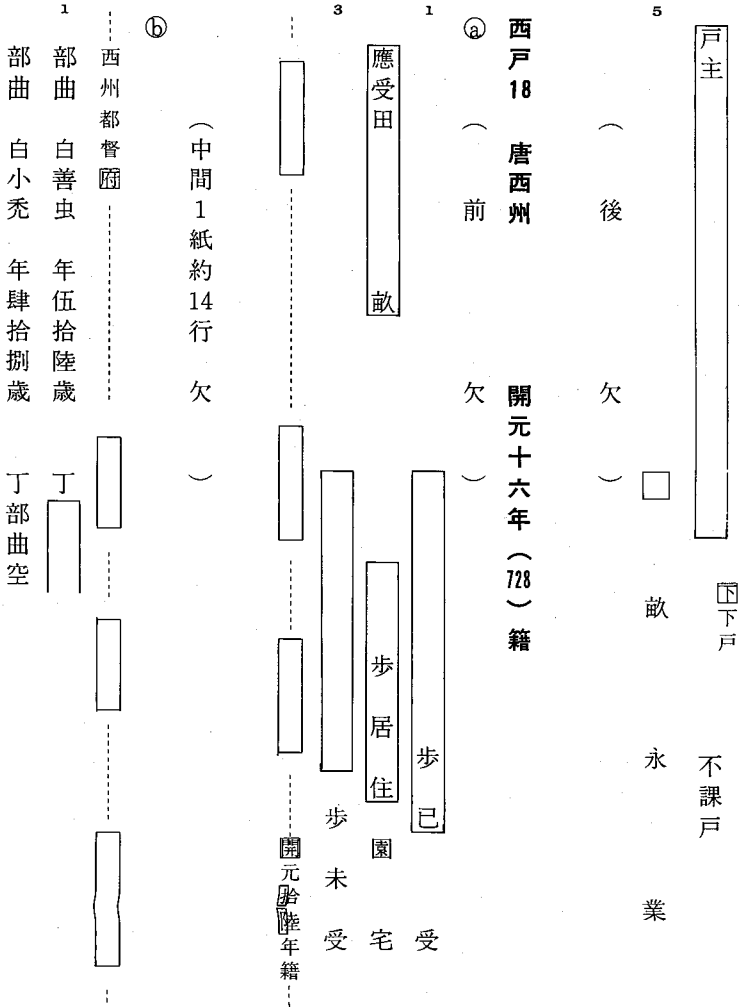 戸主 下下戸 不課戸
5 □ 畝 永 業
（後 欠）
西戸18 唐西州 開元十六年（728）籍
ⓐ （前 欠）
1 歩已受
應受田 畝 歩居住園宅
3 歩未受
開元拾陸年籍
（中間1紙約14行 欠）
ⓑ
西州都督府
1 部曲 白善虫 年伍拾陸歳 丁
部曲 白小禿 年肆拾捌歳 丁部曲空